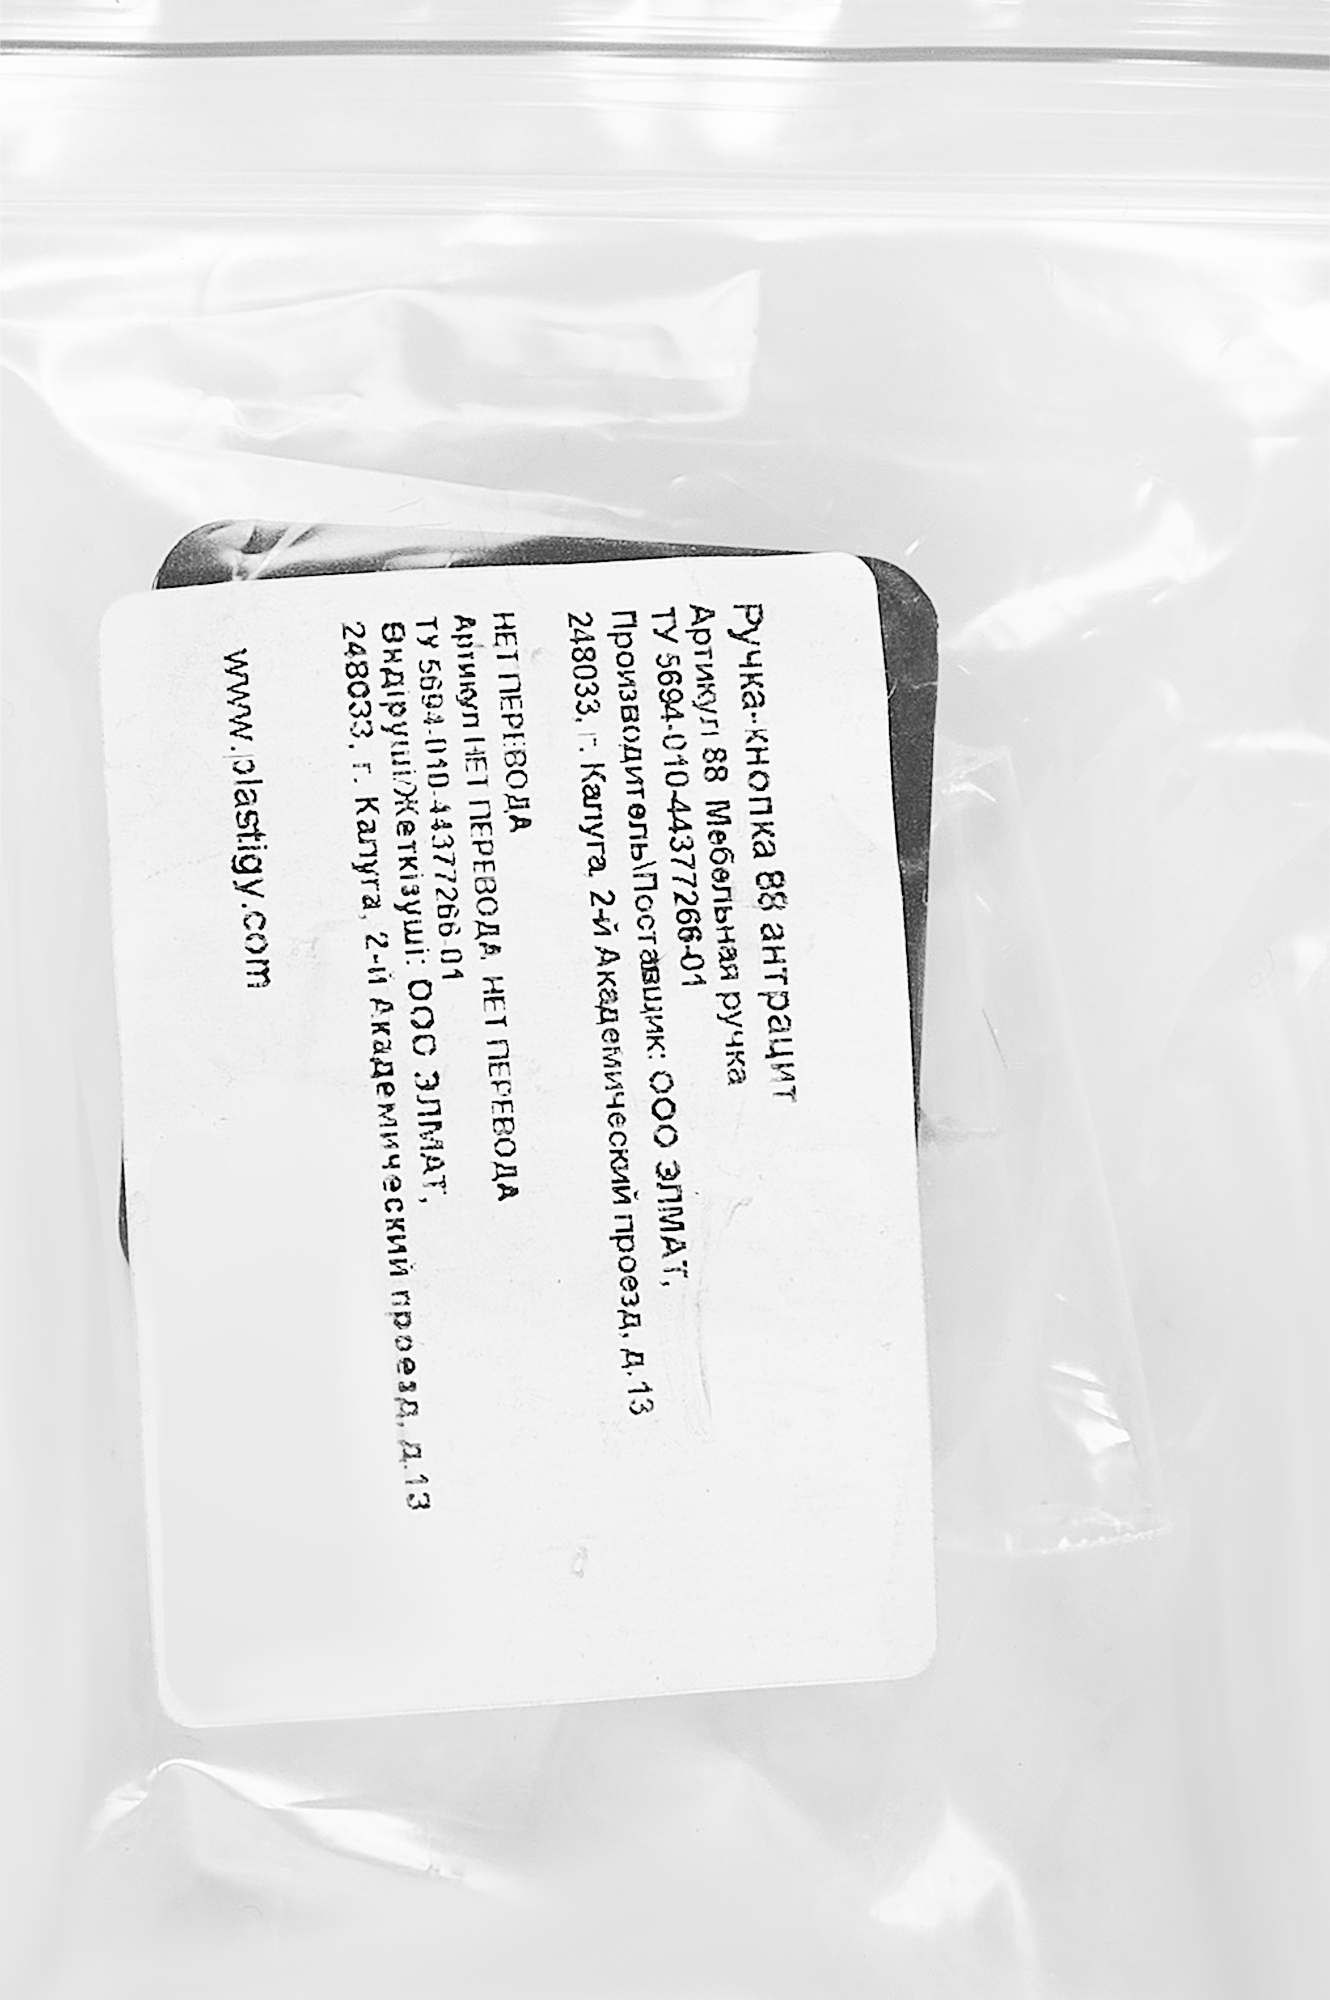 Ручка-кнопка 88 антрацит
Артикул 88 Мебельная ручка
ТУ 5694-010-44377266-01
Производитель\Поставщик: ООО ЭЛМАТ,
248033, г. Калуга, 2-й Академический проезд, д.13
НЕТ ПЕРЕВОДА
Артикул НЕТ ПЕРЕВОДА НЕТ ПЕРЕВОДА
ТУ 5694-010-44377266-01
Өндіруші/Жеткізуші: ООО ЭЛМАТ,
248033, г. Калуга, 2-й Академический проезд, д.13
www.plastigy.com